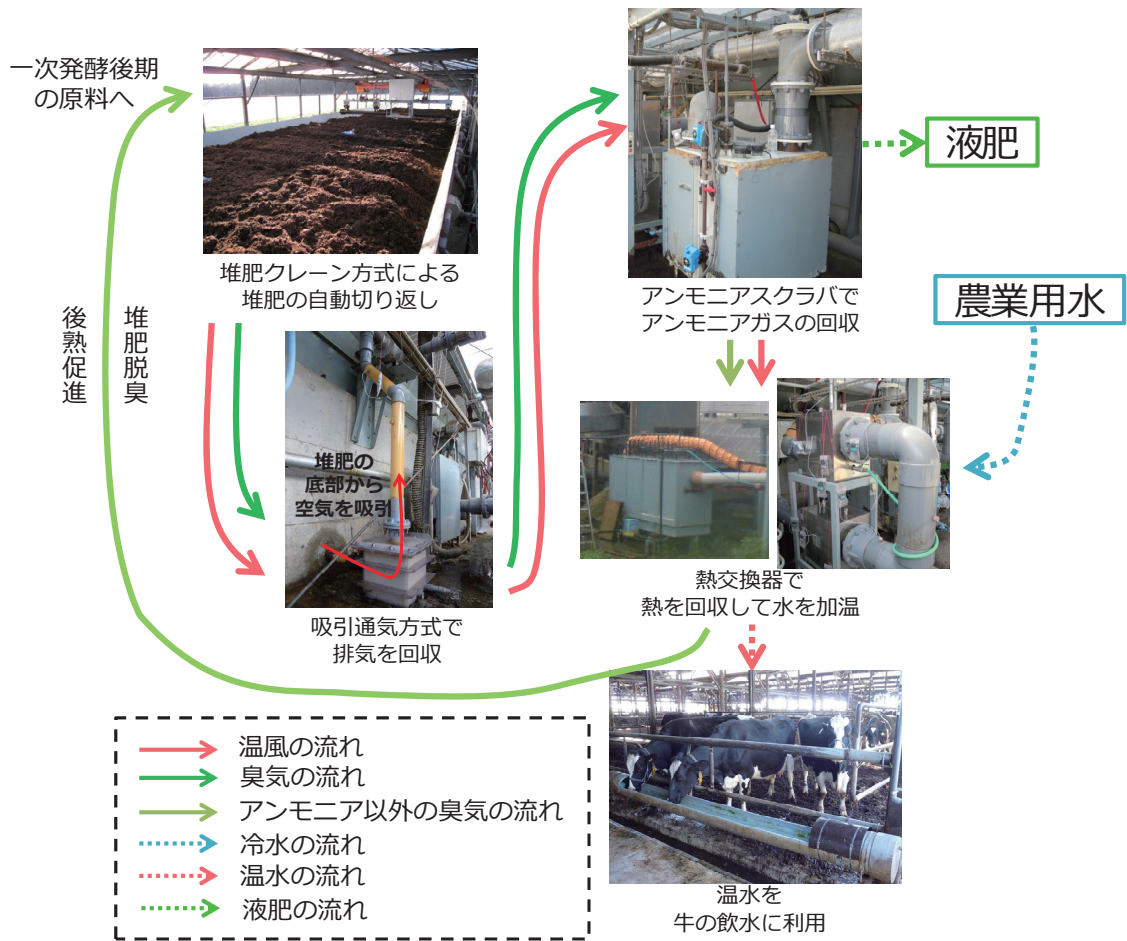 一次発酵後期
の原料へ
堆肥クレーン方式による
堆肥の自動切り返し
液肥
アンモニアスクラバで
アンモニアガスの回収
農業用水
後熟促進
堆肥脱臭
堆肥の
底部から
空気を吸引
吸引通気方式で
排気を回収
熱交換器で
熱を回収して水を加温
温水を
牛の飲水に利用
温風の流れ
臭気の流れ
アンモニア以外の臭気の流れ
冷水の流れ
温水の流れ
液肥の流れ